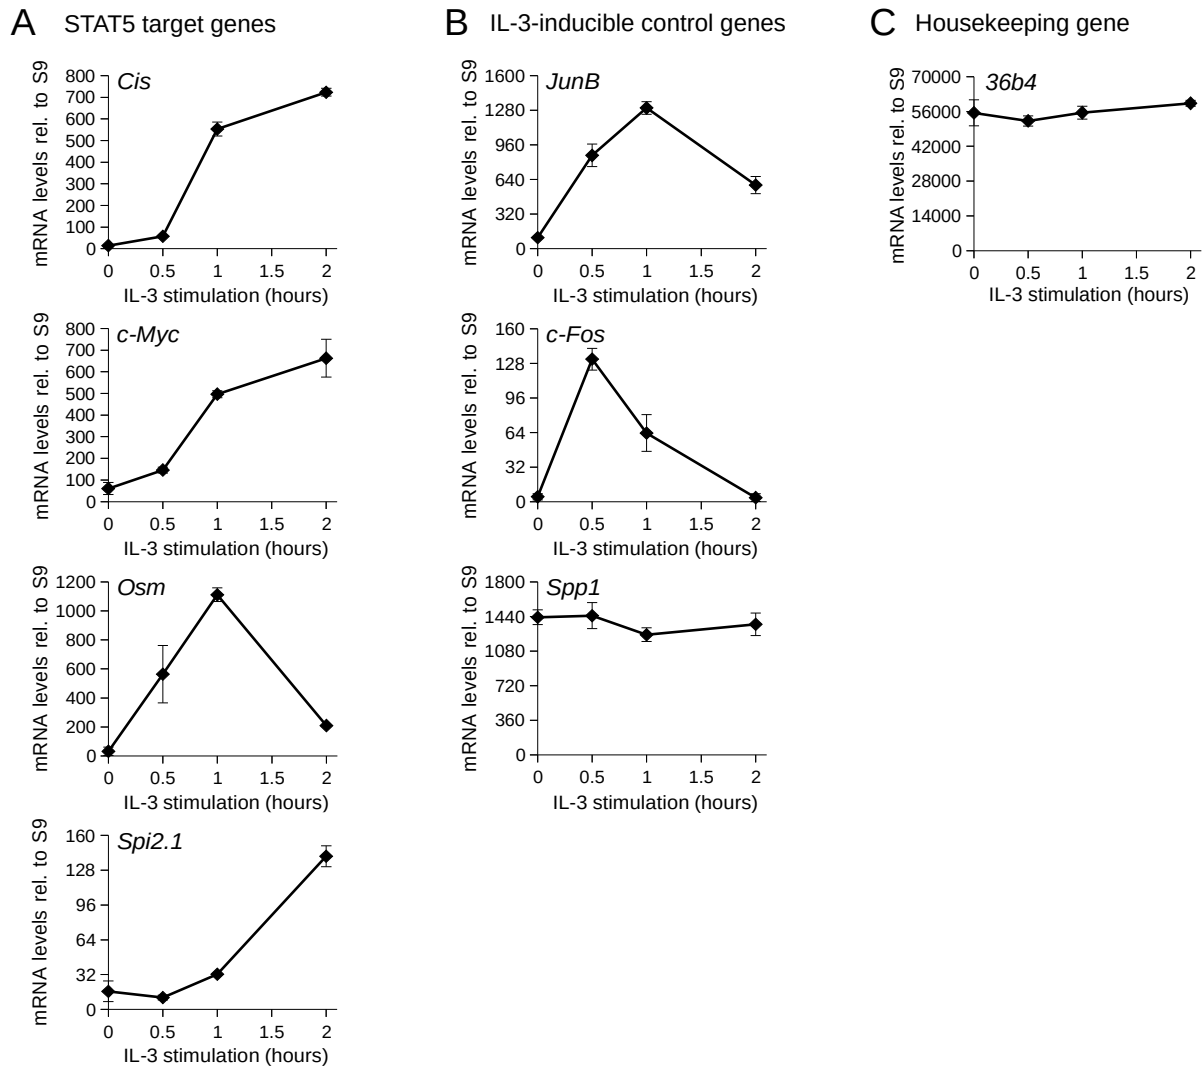 A STAT5 target genes
B IL-3-inducible control genes
C Housekeeping gene
Cis
mRNA levels rel. to S9
800
700
600
500
400
300
200
100
0
0 0.5 1 1.5 2
IL-3 stimulation (hours)
JunB
mRNA levels rel. to S9
1600
1280
960
640
320
0
0 0.5 1 1.5 2
IL-3 stimulation (hours)
36b4
mRNA levels rel. to S9
70000
56000
42000
28000
14000
0
0 0.5 1 1.5 2
IL-3 stimulation (hours)
c-Myc
mRNA levels rel. to S9
800
700
600
500
400
300
200
100
0
0 0.5 1 1.5 2
IL-3 stimulation (hours)
c-Fos
mRNA levels rel. to S9
160
128
96
64
32
0
0 0.5 1 1.5 2
IL-3 stimulation (hours)
Osm
mRNA levels rel. to S9
1200
1000
800
600
400
200
0
0 0.5 1 1.5 2
IL-3 stimulation (hours)
Spp1
mRNA levels rel. to S9
1800
1440
1080
720
360
0
0 0.5 1 1.5 2
IL-3 stimulation (hours)
Spi2.1
mRNA levels rel. to S9
160
128
96
64
32
0
0 0.5 1 1.5 2
IL-3 stimulation (hours)